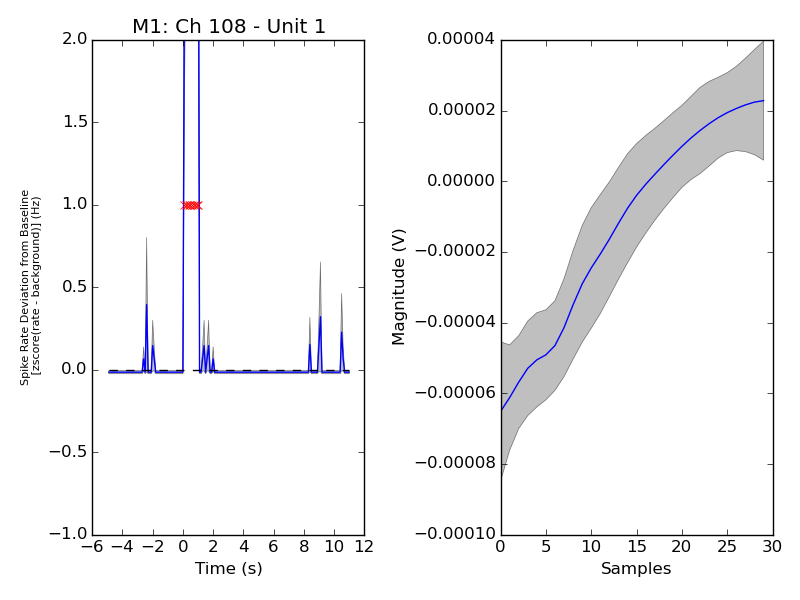 M1: Ch 108 - Unit 1
2.0
1.5
1.0
0.5
0.0
−0.5
−1.0
−6 −4 −2 0 2 4 6 8 10 12
Time (s)
Spike Rate Deviation from Baseline
[zscore(rate - background)] (Hz)
0.00004
0.00002
0.00000
−0.00002
−0.00004
−0.00006
−0.00008
−0.00010
0 5 10 15 20 25 30
Samples
Magnitude (V)